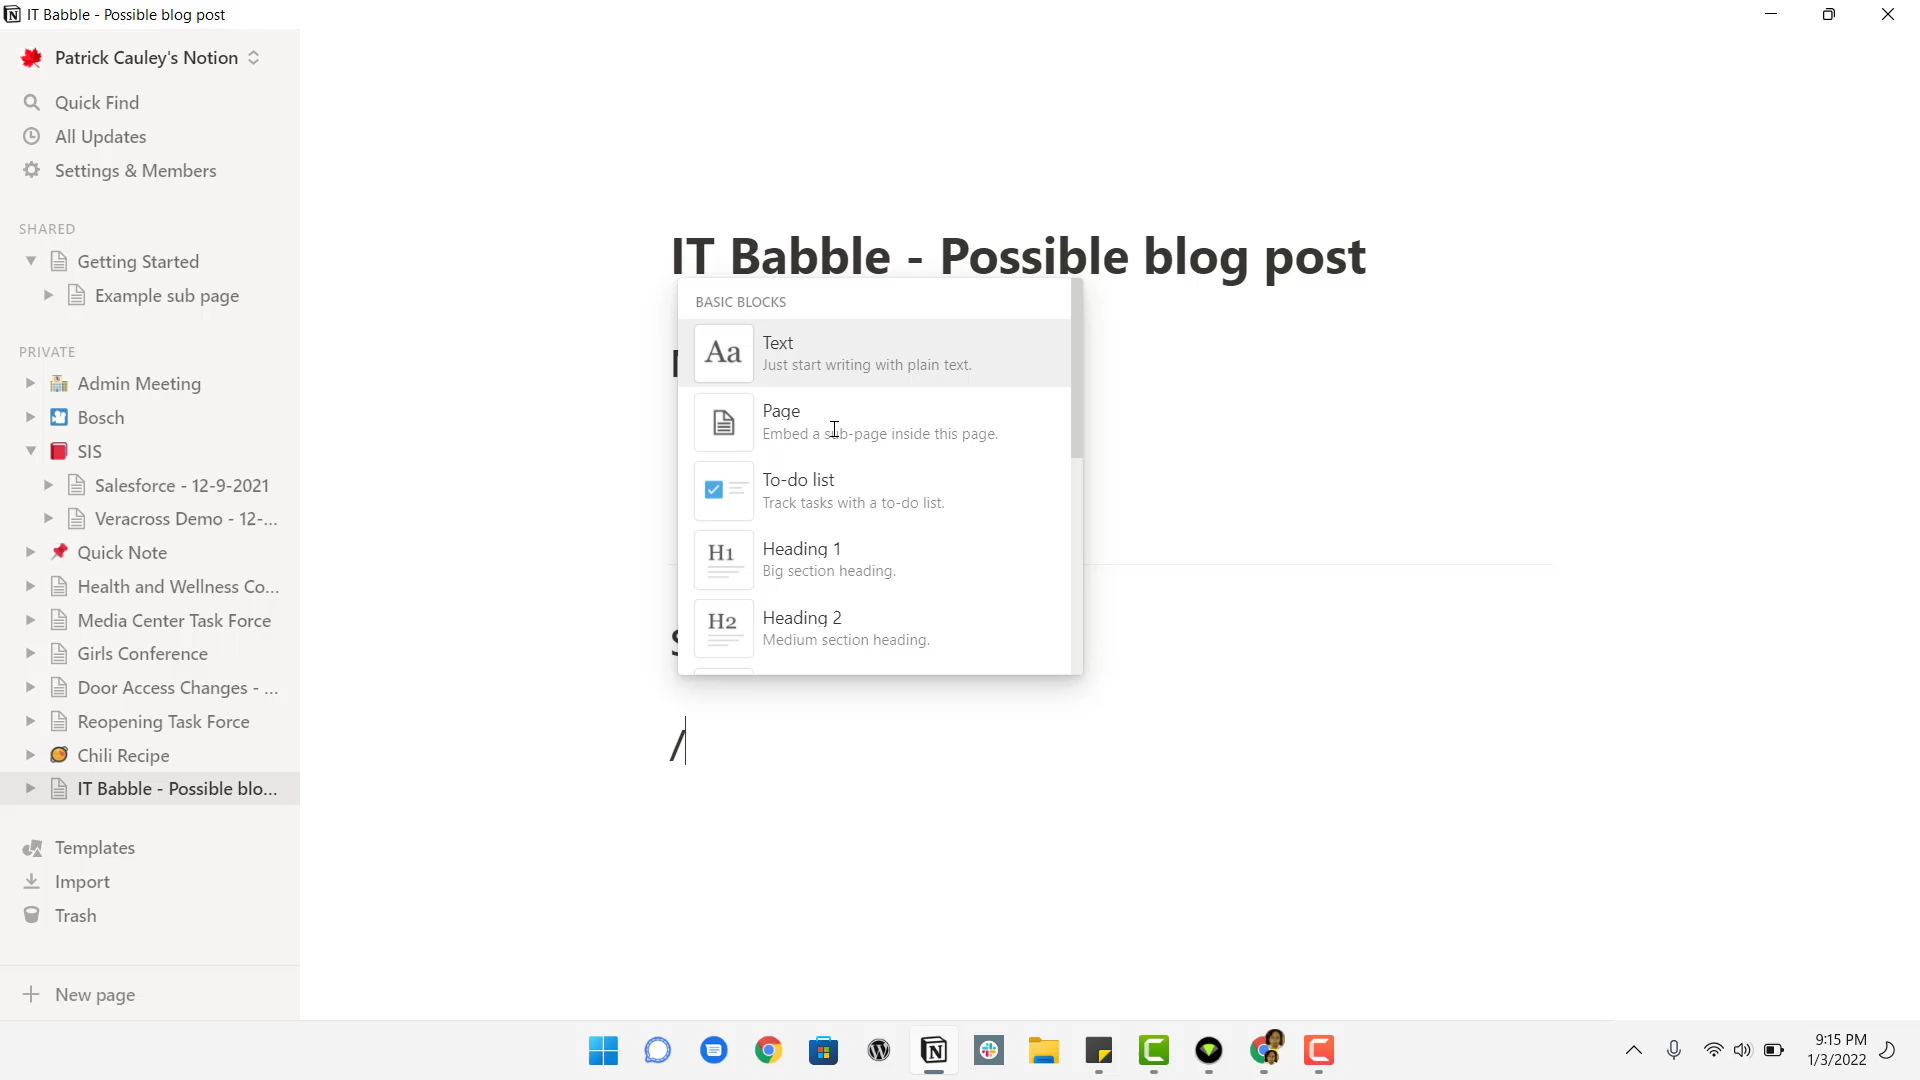 IT Babble - Possible blog post
Patrick Cauley's Notion
Quick Find
All Updates
Settings & Members
SHARED
Getting Started
Example sub page
PRIVATE
Admin Meeting
Bosch
SIS
Salesforce - 12-9-2021
Veracross Demo - 12-...
Quick Note
Health and Wellness Co...
Media Center Task Force
Girls Conference
Door Access Changes - ...
Reopening Task Force
Chili Recipe
IT Babble - Possible blo...
Templates
Import
Trash
New page
IT Babble - Possible blog post
BASIC BLOCKS
Aa
Text
Just start writing with plain text.
Page
Embed a sub-page inside this page.
To-do list
Track tasks with a to-do list.
H1
Heading 1
Big section heading.
H2
Heading 2
Medium section heading.
/
9:15 PM
1/3/2022